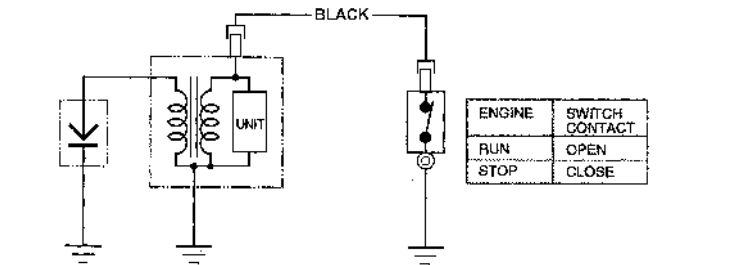 BLACK
UNIT
ENGINE SWITCH CONTACT
RUN OPEN
STOP CLOSE